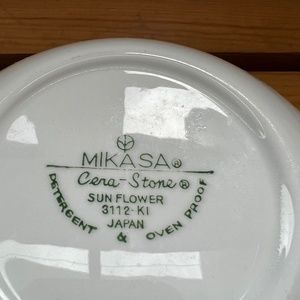 MIKASA®
Cera-Stone®
SUN FLOWER
3112-KI
JAPAN
DETERGENT & OVEN PROOF